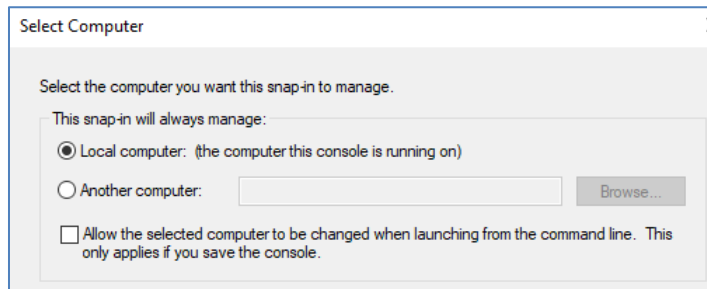 Select Computer
Select the computer you want this snap-in to manage.
This snap-in will always manage:
Local computer: (the computer this console is running on)
Another computer:
Browse...
Allow the selected computer to be changed when launching from the command line. This
only applies if you save the console.